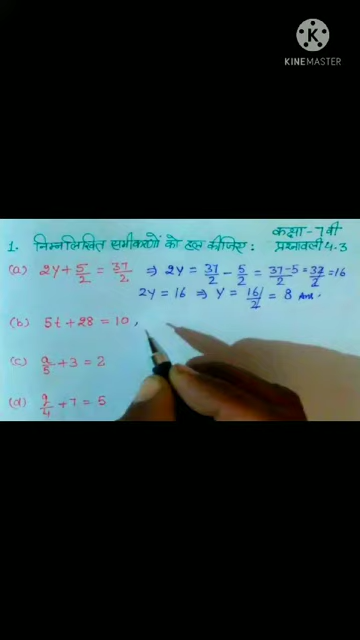 K
KINEMASTER
कक्षा - 7 वी
1. निम्नलिखित समीकरणों को हल कीजिए : प्रश्नावली 4.3
(a) 2Y + 5/2 = 37/2 ⇒ 2Y = 37/2 - 5/2 = 37-5/2 = 32/2 = 16
2Y = 16 ⇒ Y = 16/2 = 8 Ans.
(b) 5t + 28 = 10,
(c) a/5 + 3 = 2
(d) q/4 + 7 = 5